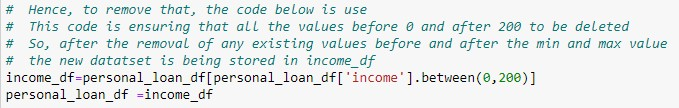 # Hence, to remove that, the code below is use
# This code is ensuring that all the values before 0 and after 200 to be deleted
# So, after the removal of any existing values before and after the min and max value
# the new datatset is being stored in income_df
income_df=personal_loan_df[personal_loan_df['income'].between(0,200)]
personal_loan_df =income_df